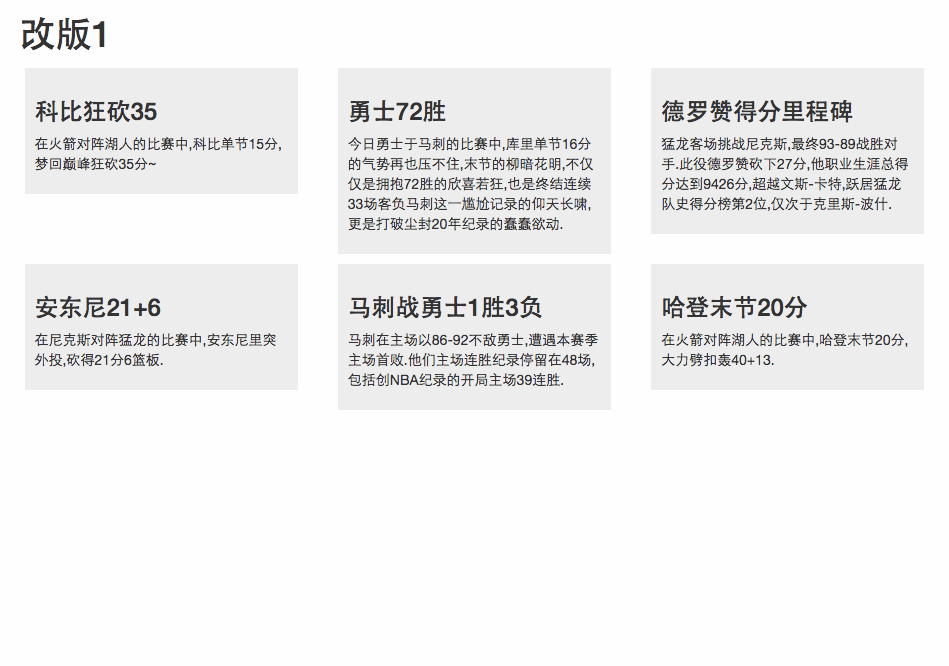 改版1
科比狂砍35
在火箭对阵湖人的比赛中,科比单节15分,
梦回巅峰狂砍35分~
勇士72胜
今日勇士于马刺的比赛中,库里单节16分
的气势再也压不住,末节的柳暗花明,不仅
仅是拥抱72胜的欣喜若狂,也是终结连续
33场客负马刺这一尴尬记录的仰天长啸,
更是打破尘封20年纪录的蠢蠢欲动.
德罗赞得分里程碑
猛龙客场挑战尼克斯,最终93-89战胜对
手.此役德罗赞砍下27分,他职业生涯总得
分达到9426分,超越文斯-卡特,跃居猛龙
队史得分榜第2位,仅次于克里斯-波什.
安东尼21+6
在尼克斯对阵猛龙的比赛中,安东尼里突
外投,砍得21分6篮板.
马刺战勇士1胜3负
马刺在主场以86-92不敌勇士,遭遇本赛季
主场首败.他们主场连胜纪录停留在48场,
包括创NBA纪录的开局主场39连胜.
哈登末节20分
在火箭对阵湖人的比赛中,哈登末节20分,
大力劈扣轰40+13.